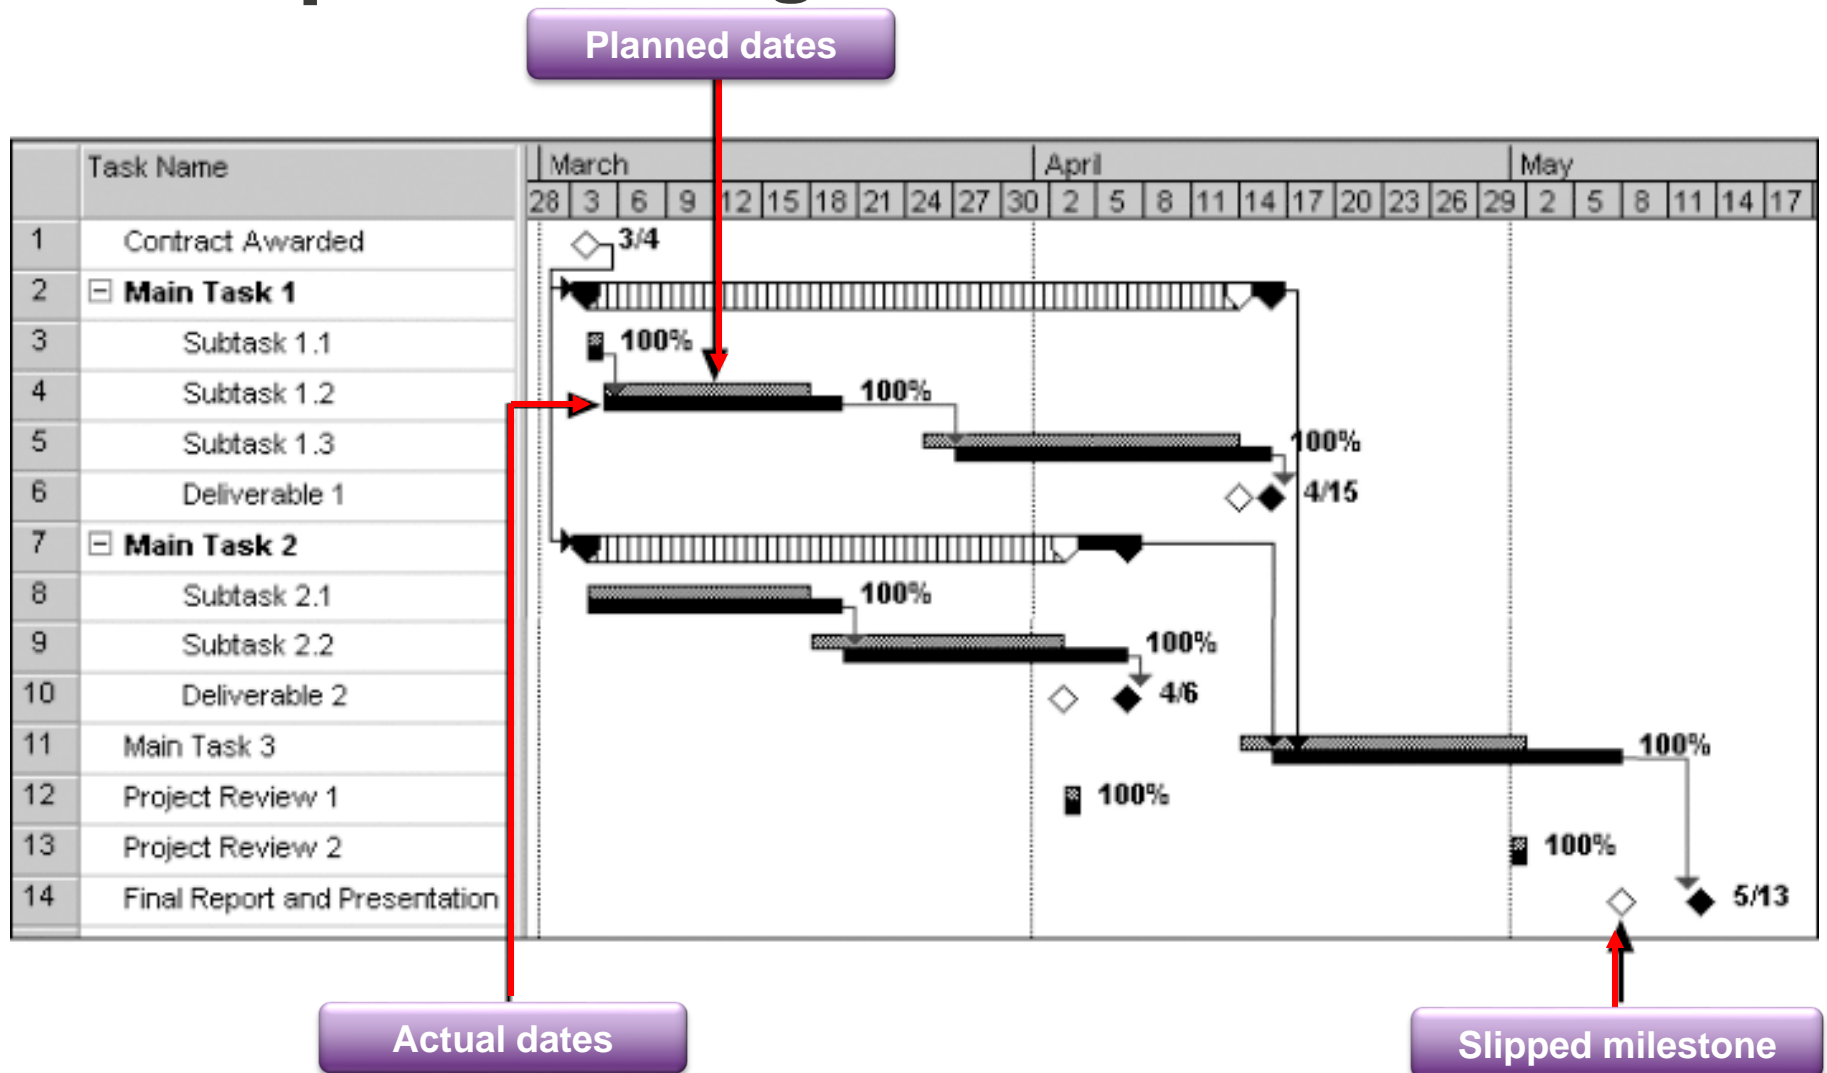 Planned dates
Task Name
March April May
28 3 6 9 12 15 18 21 24 27 30 2 5 8 11 14 17 20 23 26 29 2 5 8 11 14 17
1 Contract Awarded 3/4
2 Main Task 1
3 Subtask 1.1 100%
4 Subtask 1.2 100%
5 Subtask 1.3 100%
6 Deliverable 1 4/15
7 Main Task 2
8 Subtask 2.1 100%
9 Subtask 2.2 100%
10 Deliverable 2 4/6
11 Main Task 3 100%
12 Project Review 1 100%
13 Project Review 2 100%
14 Final Report and Presentation 5/13
Actual dates
Slipped milestone